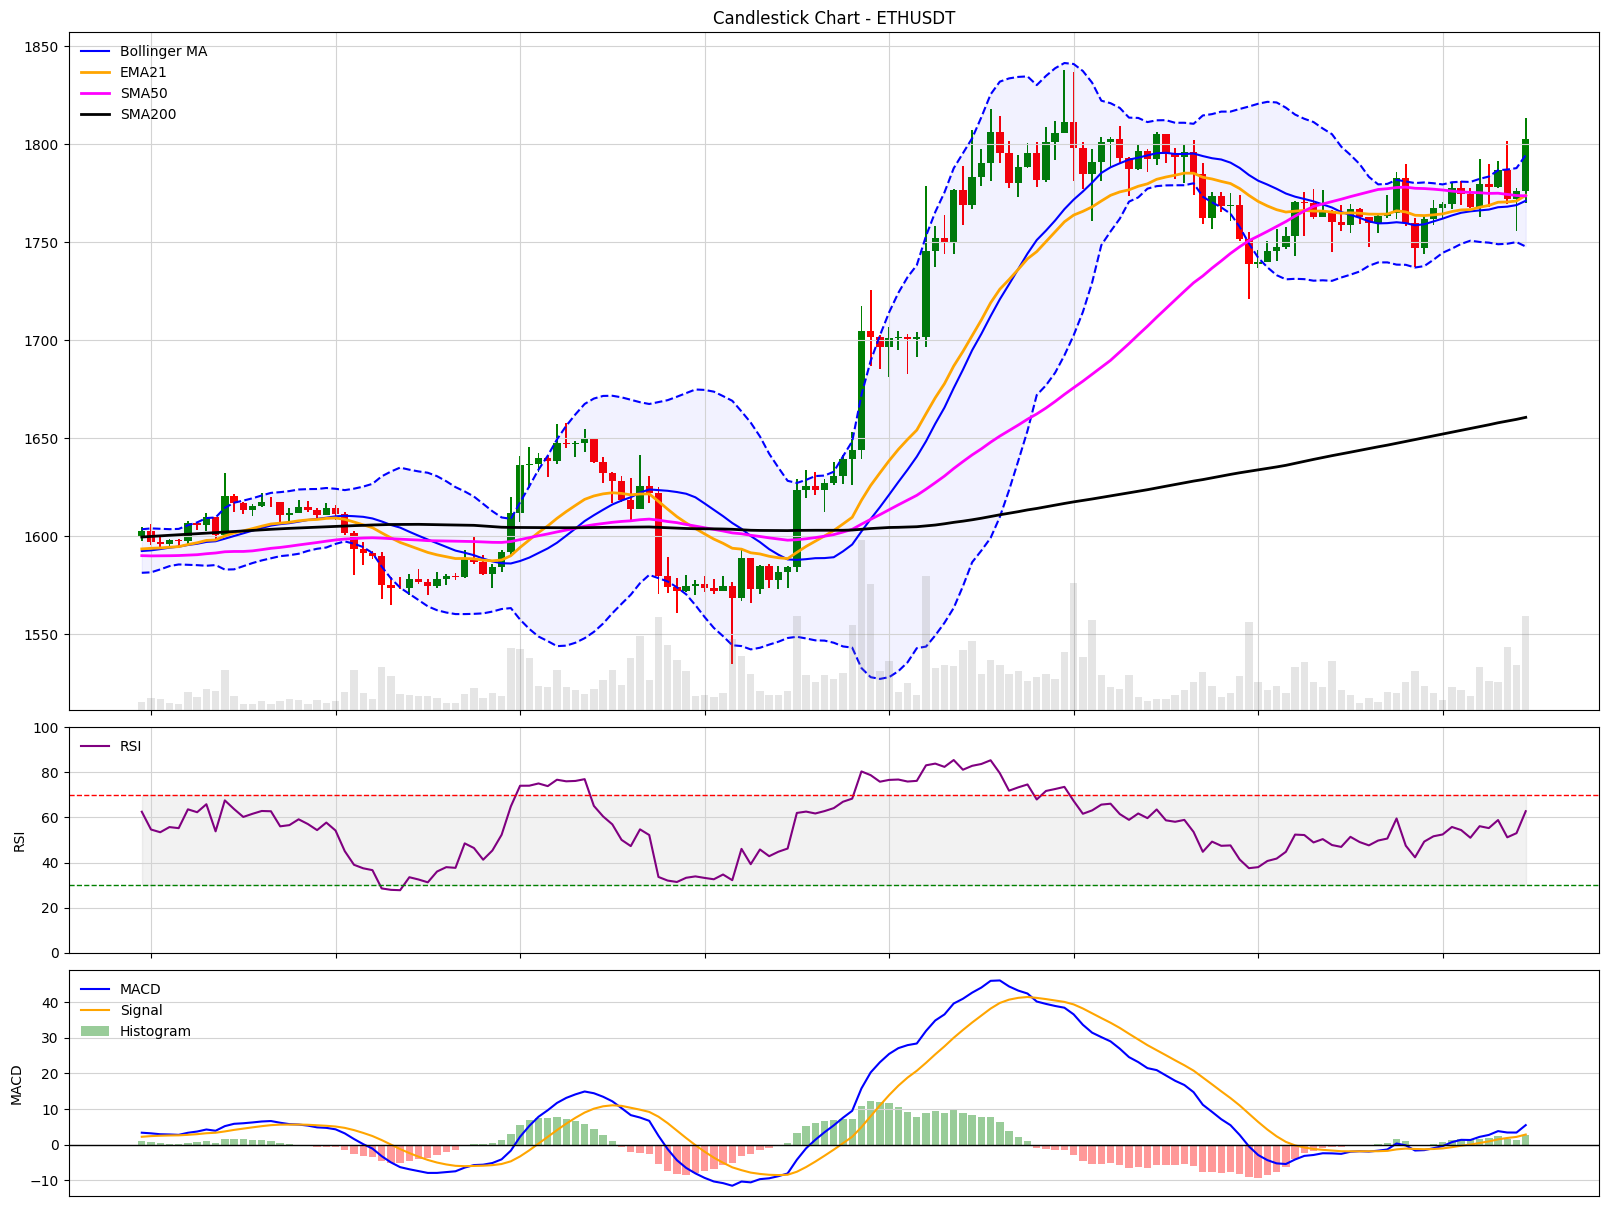 Candlestick Chart - ETHUSDT
1850
1800
1750
1700
1650
1600
1550
Bollinger MA
EMA21
SMA50
SMA200
100
80
60
40
20
0
RSI
RSI
40
30
20
10
0
−10
MACD
MACD
Signal
Histogram